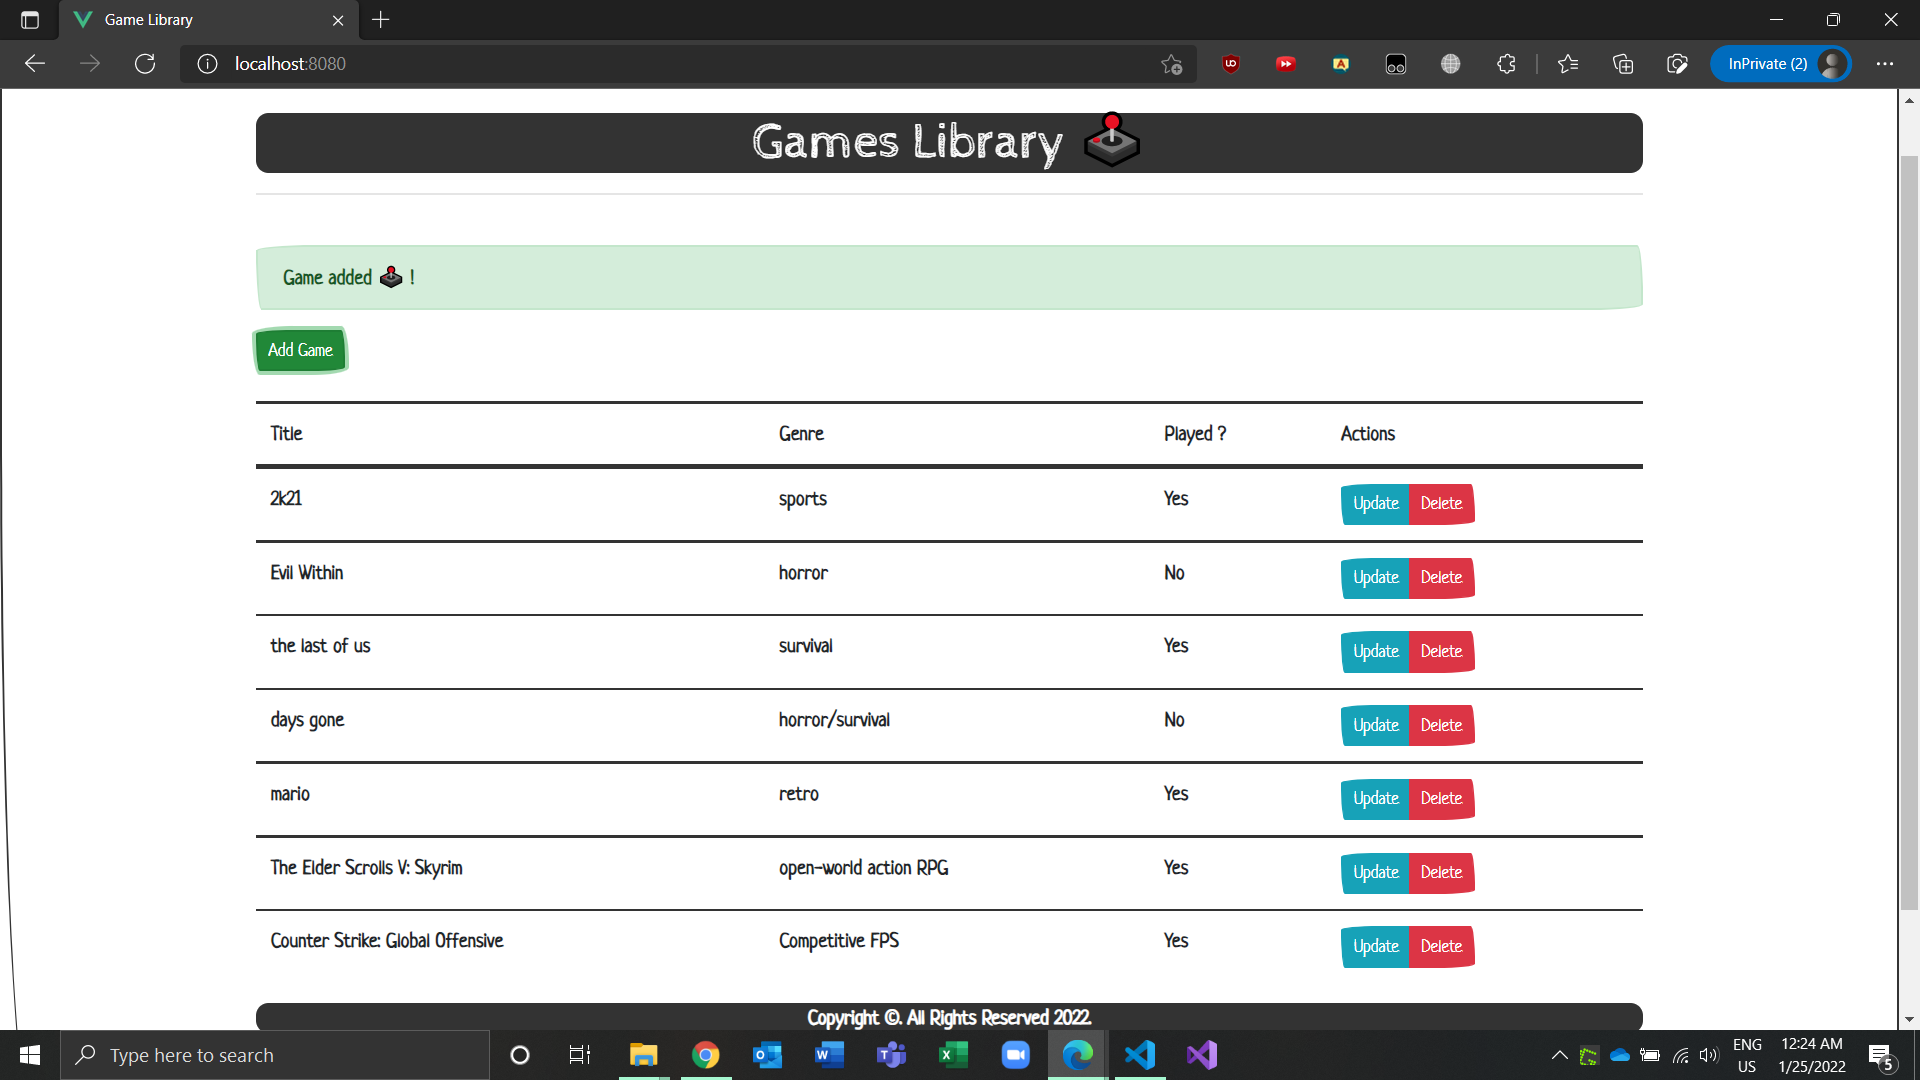 Game Library
localhost:8080
InPrivate (2)
Games Library
Game added !
Add Game
Title Genre Played ? Actions
2k21 sports Yes Update Delete
Evil Within horror No Update Delete
the last of us survival Yes Update Delete
days gone horror/survival No Update Delete
mario retro Yes Update Delete
The Elder Scrolls V: Skyrim open-world action RPG Yes Update Delete
Counter Strike: Global Offensive Competitive FPS Yes Update Delete
Copyright ©. All Rights Reserved 2022.
Type here to search
ENG
US
12:24 AM
1/25/2022
5